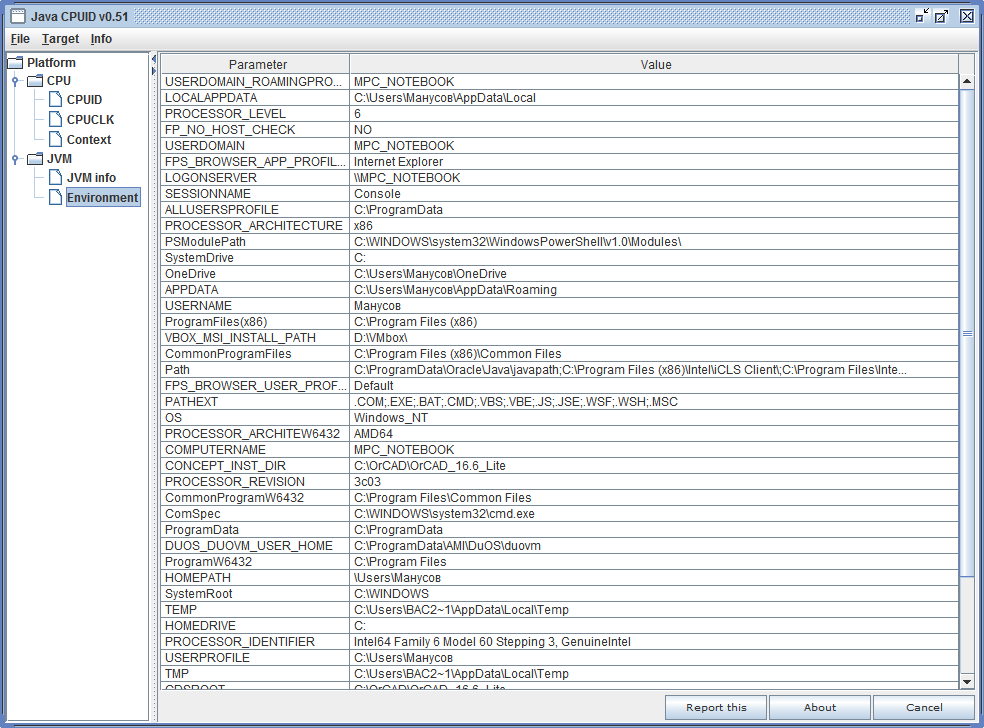 Java CPUID v0.51
File Target Info
Platform
CPU
CPUID
CPUCLK
Context
JVM
JVM info
Environment
Parameter Value
USERDOMAIN_ROAMINGPRO... MPC_NOTEBOOK
LOCALAPPDATA C:\Users\Манусов\AppData\Local
PROCESSOR_LEVEL 6
FP_NO_HOST_CHECK NO
USERDOMAIN MPC_NOTEBOOK
FPS_BROWSER_APP_PROFIL... Internet Explorer
LOGONSERVER \\MPC_NOTEBOOK
SESSIONNAME Console
ALLUSERSPROFILE C:\ProgramData
PROCESSOR_ARCHITECTURE x86
PSModulePath C:\WINDOWS\system32\WindowsPowerShell\v1.0\Modules\
SystemDrive C:
OneDrive C:\Users\Манусов\OneDrive
APPDATA C:\Users\Манусов\AppData\Roaming
USERNAME Манусов
ProgramFiles(x86) C:\Program Files (x86)
VBOX_MSI_INSTALL_PATH D:\VMbox\
CommonProgramFiles C:\Program Files (x86)\Common Files
Path C:\ProgramData\Oracle\Java\javapath;C:\Program Files (x86)\Intel\iCLS Client\;C:\Program Files\Inte...
FPS_BROWSER_USER_PROF... Default
PATHEXT .COM;.EXE;.BAT;.CMD;.VBS;.VBE;.JS;.JSE;.WSF;.WSH;.MSC
OS Windows_NT
PROCESSOR_ARCHITEW6432 AMD64
COMPUTERNAME MPC_NOTEBOOK
CONCEPT_INST_DIR C:\OrCAD\OrCAD_16.6_Lite
PROCESSOR_REVISION 3c03
CommonProgramW6432 C:\Program Files\Common Files
ComSpec C:\WINDOWS\system32\cmd.exe
ProgramData C:\ProgramData
DUOS_DUOVM_USER_HOME C:\ProgramData\AMI\DuOS\duovm
ProgramW6432 C:\Program Files
HOMEPATH \Users\Манусов
SystemRoot C:\WINDOWS
TEMP C:\Users\BAC2~1\AppData\Local\Temp
HOMEDRIVE C:
PROCESSOR_IDENTIFIER Intel64 Family 6 Model 60 Stepping 3, GenuineIntel
USERPROFILE C:\Users\Манусов
TMP C:\Users\BAC2~1\AppData\Local\Temp
CDSROOT C:\OrCAD\OrCAD_16.6_Lite
Report this About Cancel